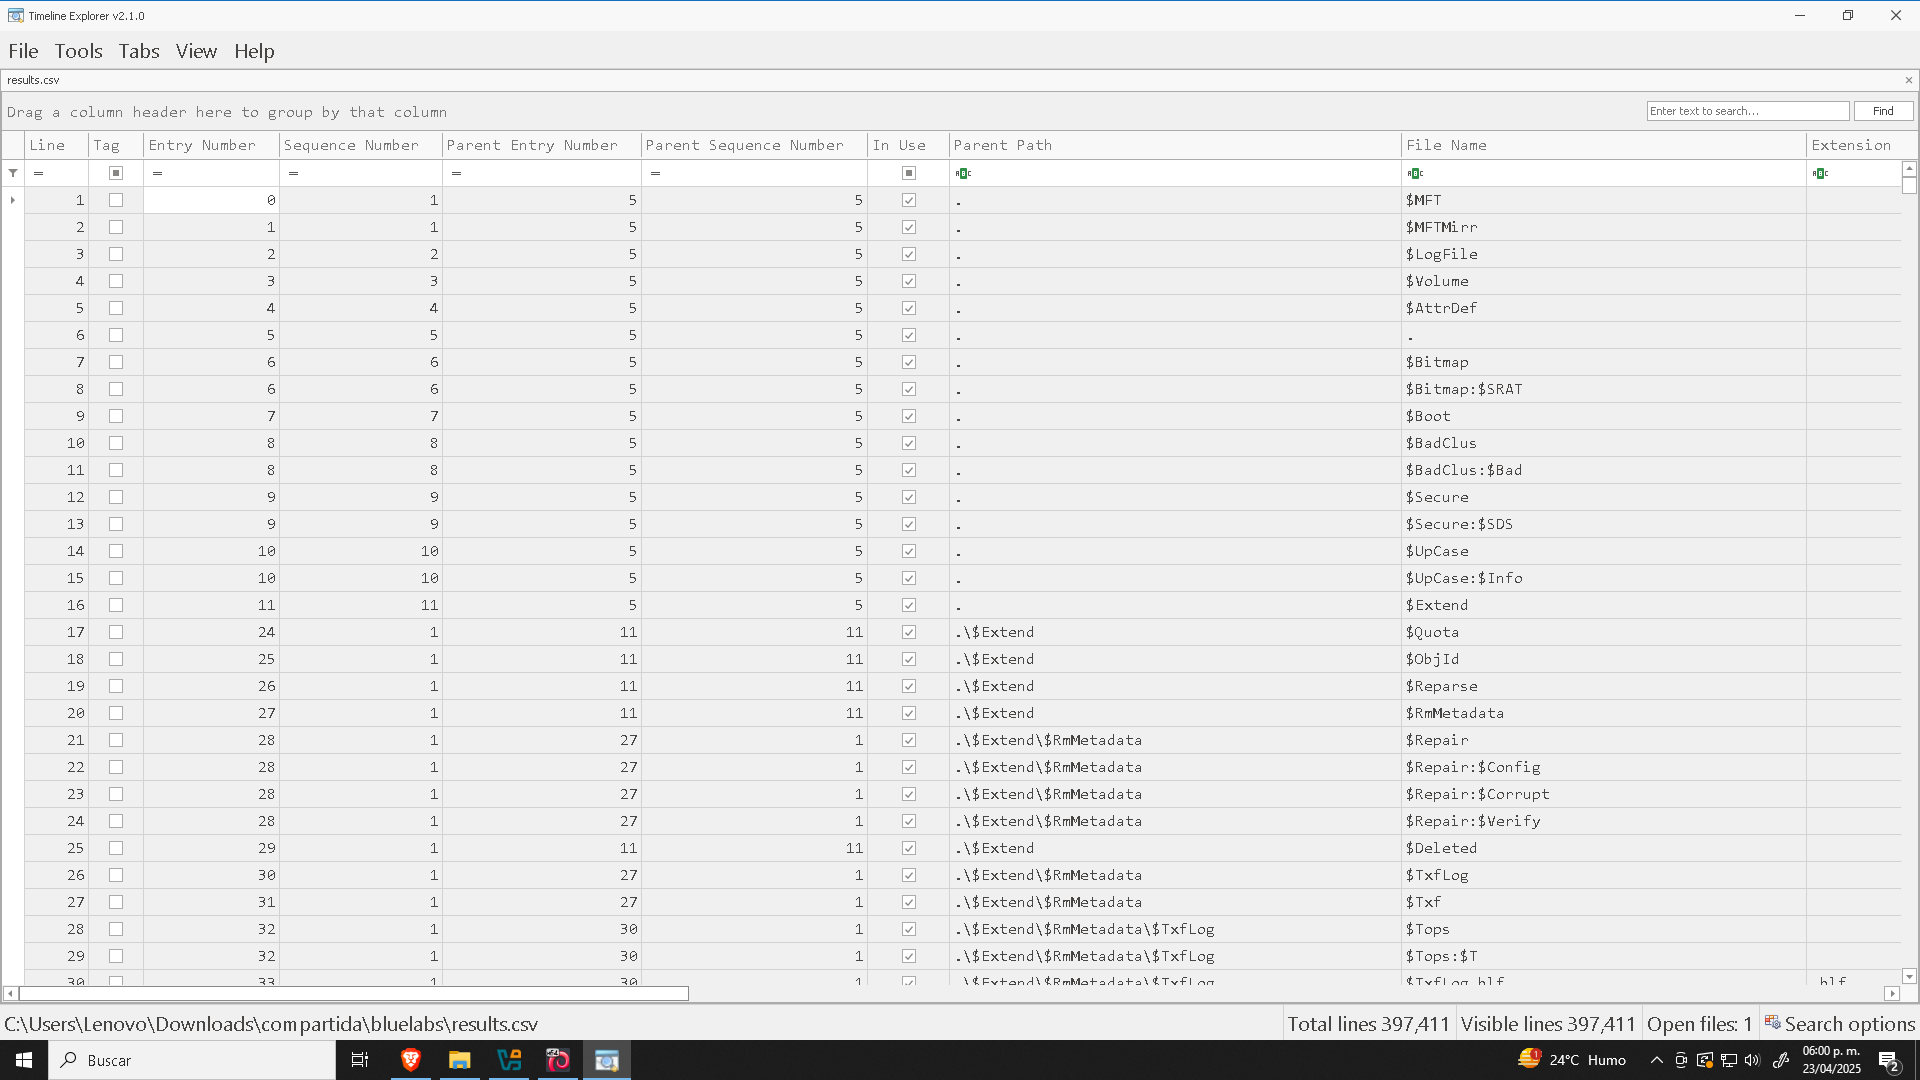 Timeline Explorer v2.1.0
File Tools Tabs View Help
results.csv
Drag a column header here to group by that column
Enter text to search...
Find
Line Tag Entry Number Sequence Number Parent Entry Number Parent Sequence Number In Use Parent Path File Name Extension
= = = = =
1 0 1 5 5 . $MFT
2 1 1 5 5 . $MFTMirr
3 2 2 5 5 . $LogFile
4 3 3 5 5 . $Volume
5 4 4 5 5 . $AttrDef
6 5 5 5 5 . .
7 6 6 5 5 . $Bitmap
8 6 6 5 5 . $Bitmap:$SRAT
9 7 7 5 5 . $Boot
10 8 8 5 5 . $BadClus
11 8 8 5 5 . $BadClus:$Bad
12 9 9 5 5 . $Secure
13 9 9 5 5 . $Secure:$SDS
14 10 10 5 5 . $UpCase
15 10 10 5 5 . $UpCase:$Info
16 11 11 5 5 . $Extend
17 24 1 11 11 .\$Extend $Quota
18 25 1 11 11 .\$Extend $ObjId
19 26 1 11 11 .\$Extend $Reparse
20 27 1 11 11 .\$Extend $RmMetadata
21 28 1 27 1 .\$Extend\$RmMetadata $Repair
22 28 1 27 1 .\$Extend\$RmMetadata $Repair:$Config
23 28 1 27 1 .\$Extend\$RmMetadata $Repair:$Corrupt
24 28 1 27 1 .\$Extend\$RmMetadata $Repair:$Verify
25 29 1 11 11 .\$Extend $Deleted
26 30 1 27 1 .\$Extend\$RmMetadata $TxfLog
27 31 1 27 1 .\$Extend\$RmMetadata $Txf
28 32 1 30 1 .\$Extend\$RmMetadata\$TxfLog $Tops
29 32 1 30 1 .\$Extend\$RmMetadata\$TxfLog $Tops:$T
30 33 1 30 1 .\$Extend\$RmMetadata\$TxfLog $TxfLog.blf .blf
C:\Users\Lenovo\Downloads\compartida\bluelabs\results.csv
Total lines 397,411 Visible lines 397,411 Open files: 1 Search options
Buscar
1
24°C Humo
06:00 p. m.
23/04/2025
2